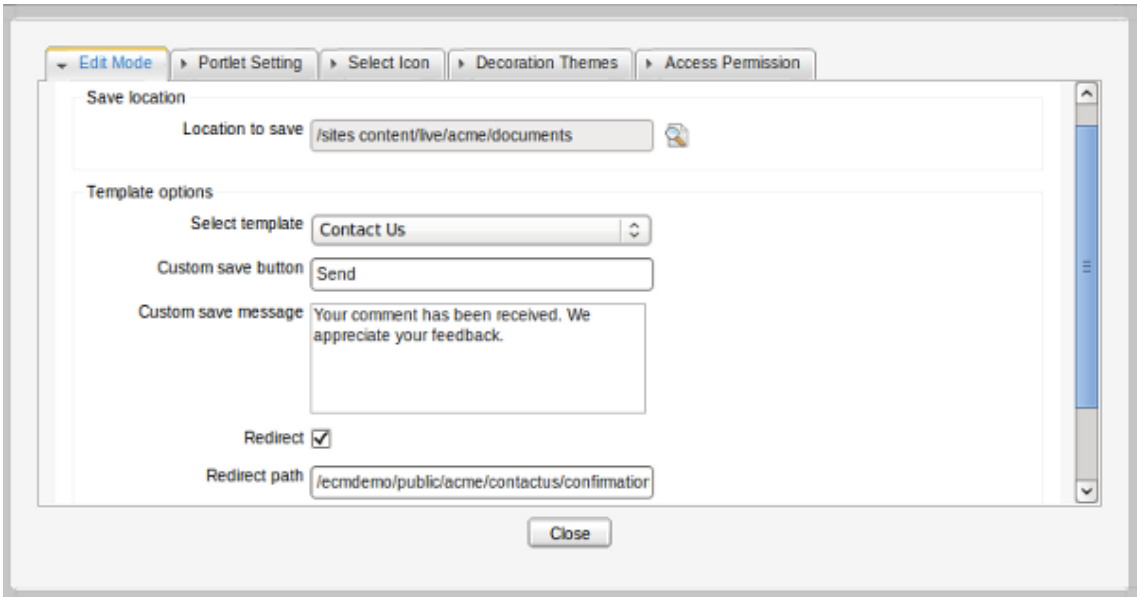 Edit Mode Portlet Setting Select Icon Decoration Themes Access Permission
Save location
Location to save /sites content/live/acme/documents
Template options
Select template Contact Us
Custom save button Send
Custom save message Your comment has been received. We
appreciate your feedback.
Redirect
Redirect path /ecmdemo/public/acme/contactus/confirmation
Close